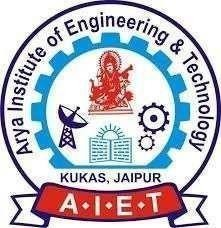 Arya Institute of Engineering & Technology
KUKAS, JAIPUR
A·I·E·T